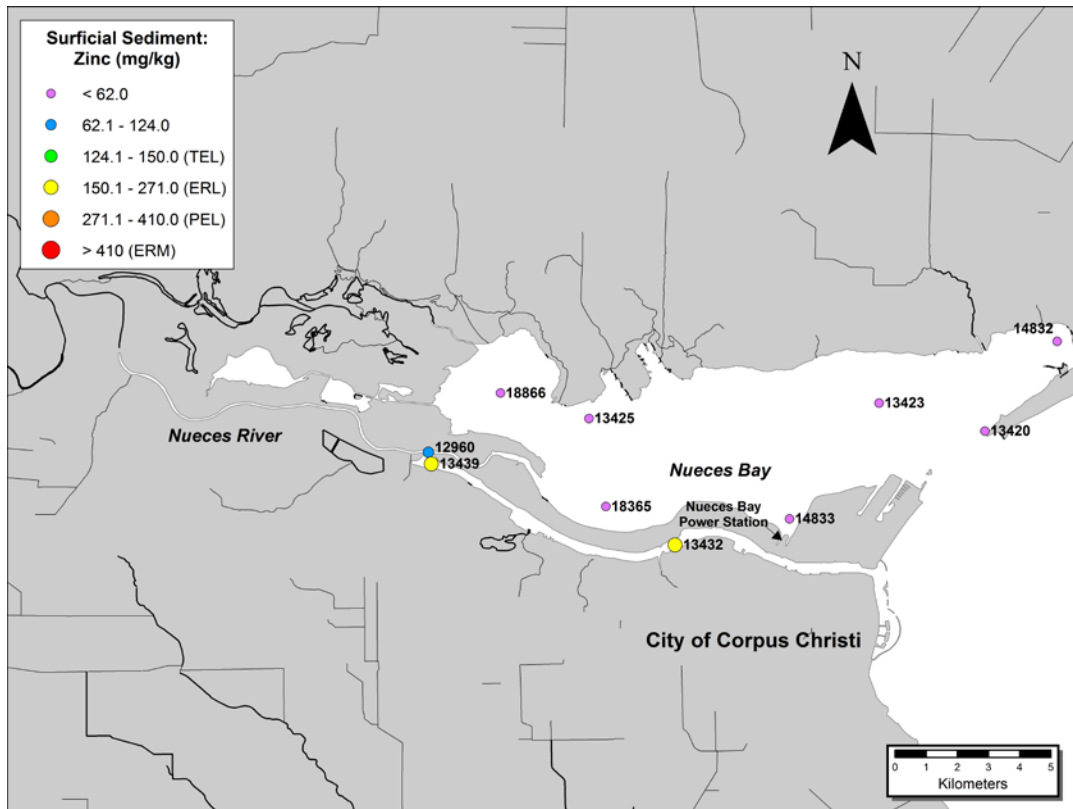 Surficial Sediment:
Zinc (mg/kg)
< 62.0
62.1 - 124.0
124.1 - 150.0 (TEL)
150.1 - 271.0 (ERL)
271.1 - 410.0 (PEL)
> 410 (ERM)
N
14832
18866
13425
13423
13420
Nueces River
12960
13439
Nueces Bay
18365
14833
Nueces Bay
Power Station
13432
City of Corpus Christi
0 1 2 3 4 5
Kilometers